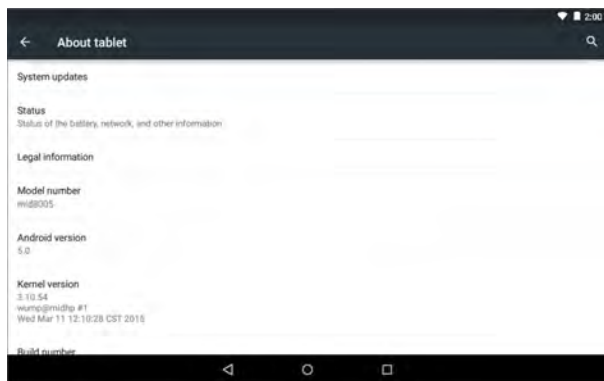 2:00
About tablet
System updates
Status
Status of the battery, network, and other information
Legal information
Model number
mid8005
Android version
5.0
Kernel version
3.10.54
wump@midhp #1
Wed Mar 11 12:10:28 CST 2015
Build number